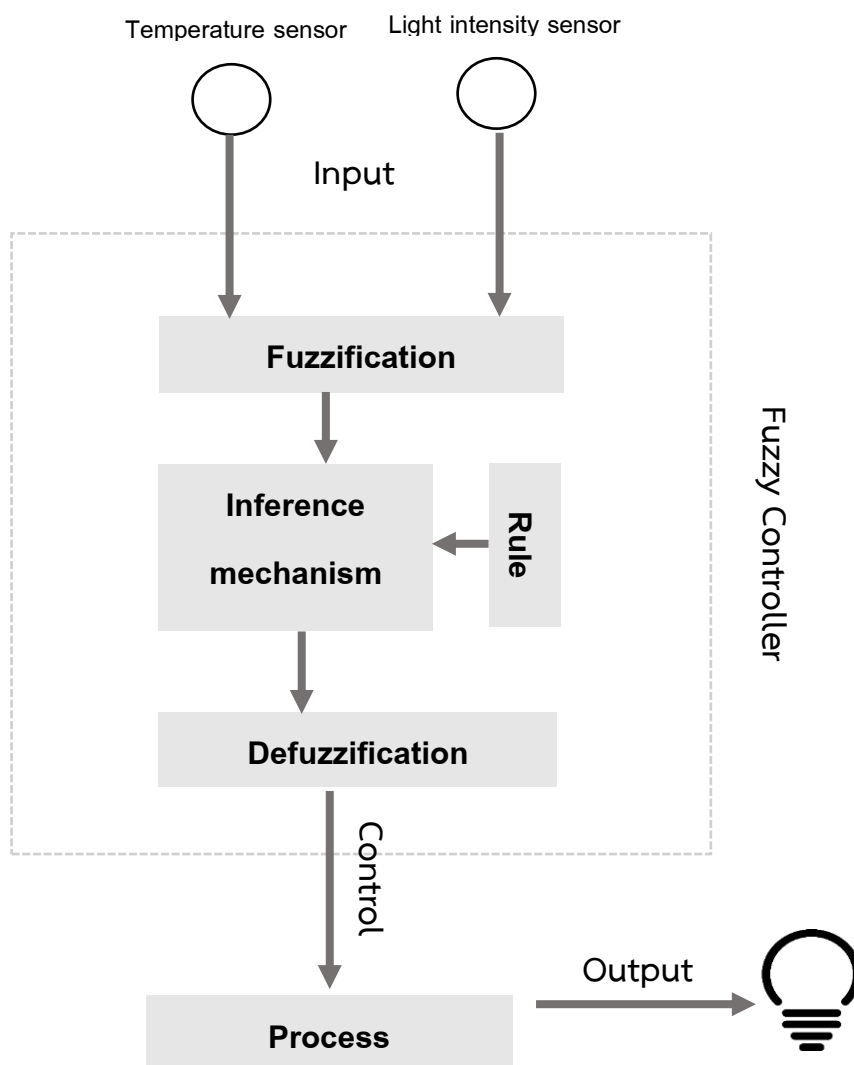 Temperature sensor
Light intensity sensor
Input
Fuzzification
Inference
mechanism
Rule
Fuzzy Controller
Defuzzification
Control
Output
Process